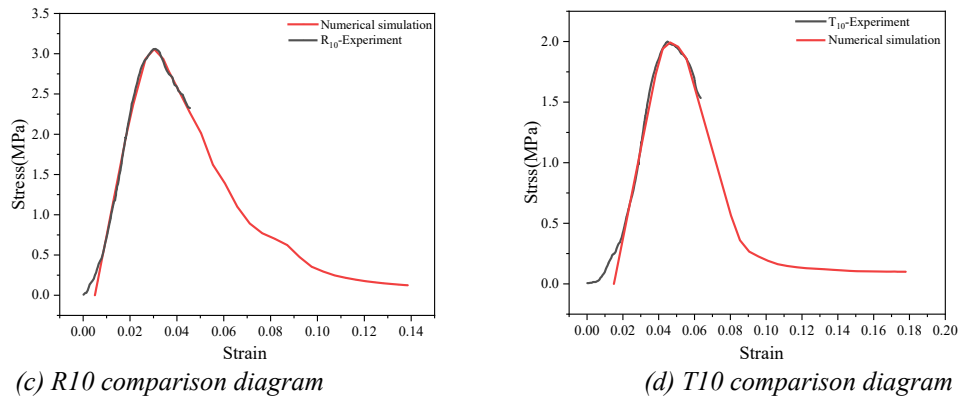 3.5
3.0
2.5
2.0
1.5
1.0
0.5
0.0
Stress(MPa)
Numerical simulation
R10-Experiment
0.00 0.02 0.04 0.06 0.08 0.10 0.12 0.14
Strain
(c) R10 comparison diagram
2.0
1.5
1.0
0.5
0.0
Strss(MPa)
T10-Experiment
Numerical simulation
0.00 0.02 0.04 0.06 0.08 0.10 0.12 0.14 0.16 0.18 0.20
Strain
(d) T10 comparison diagram